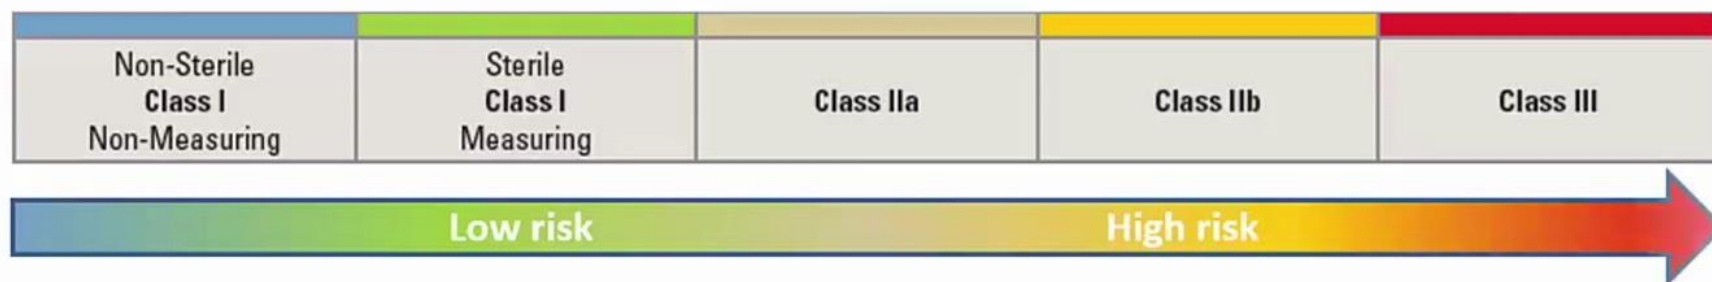 Non-Sterile
Class I
Non-Measuring
Sterile
Class I
Measuring
Class IIa
Class IIb
Class III
Low risk
High risk